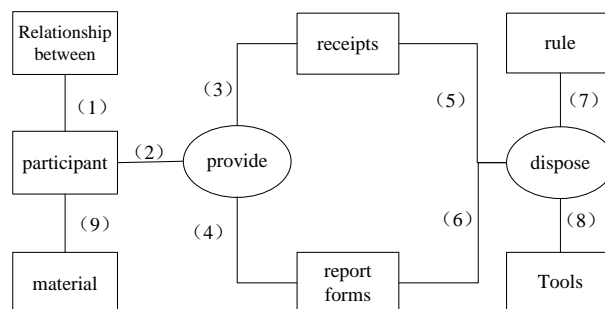 Relationship
between
receipts
rule
（1）
（3）
（5）
（7）
participant
（2）
provide
dispose
（9）
（4）
（6）
（8）
material
report
forms
Tools